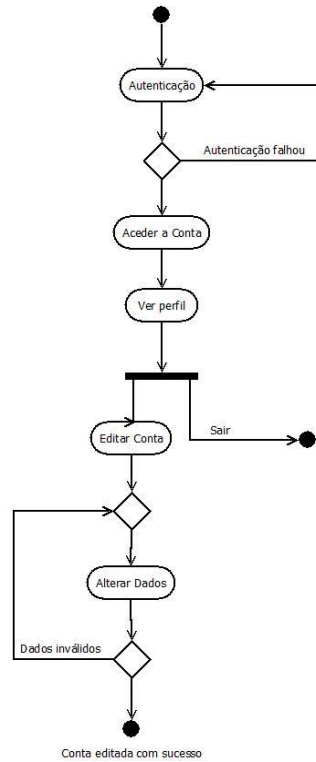 Autenticação
Autenticação falhou
Aceder a Conta
Ver perfil
Sair
Editar Conta
Alterar Dados
Dados inválidos
Conta editada com sucesso